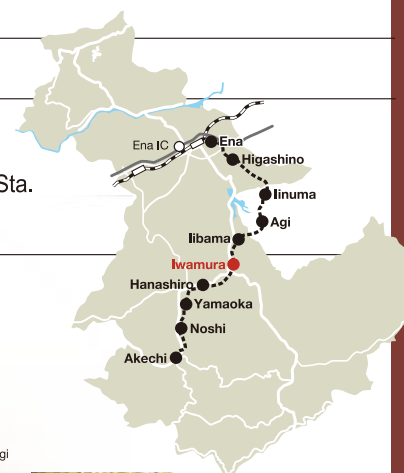 Ena IC
Ena
Higashino
Iinuma
Sta.
Agi
Iibama
Iwamura
Hanashiro
Yamaoka
Noshi
Akechi
gi